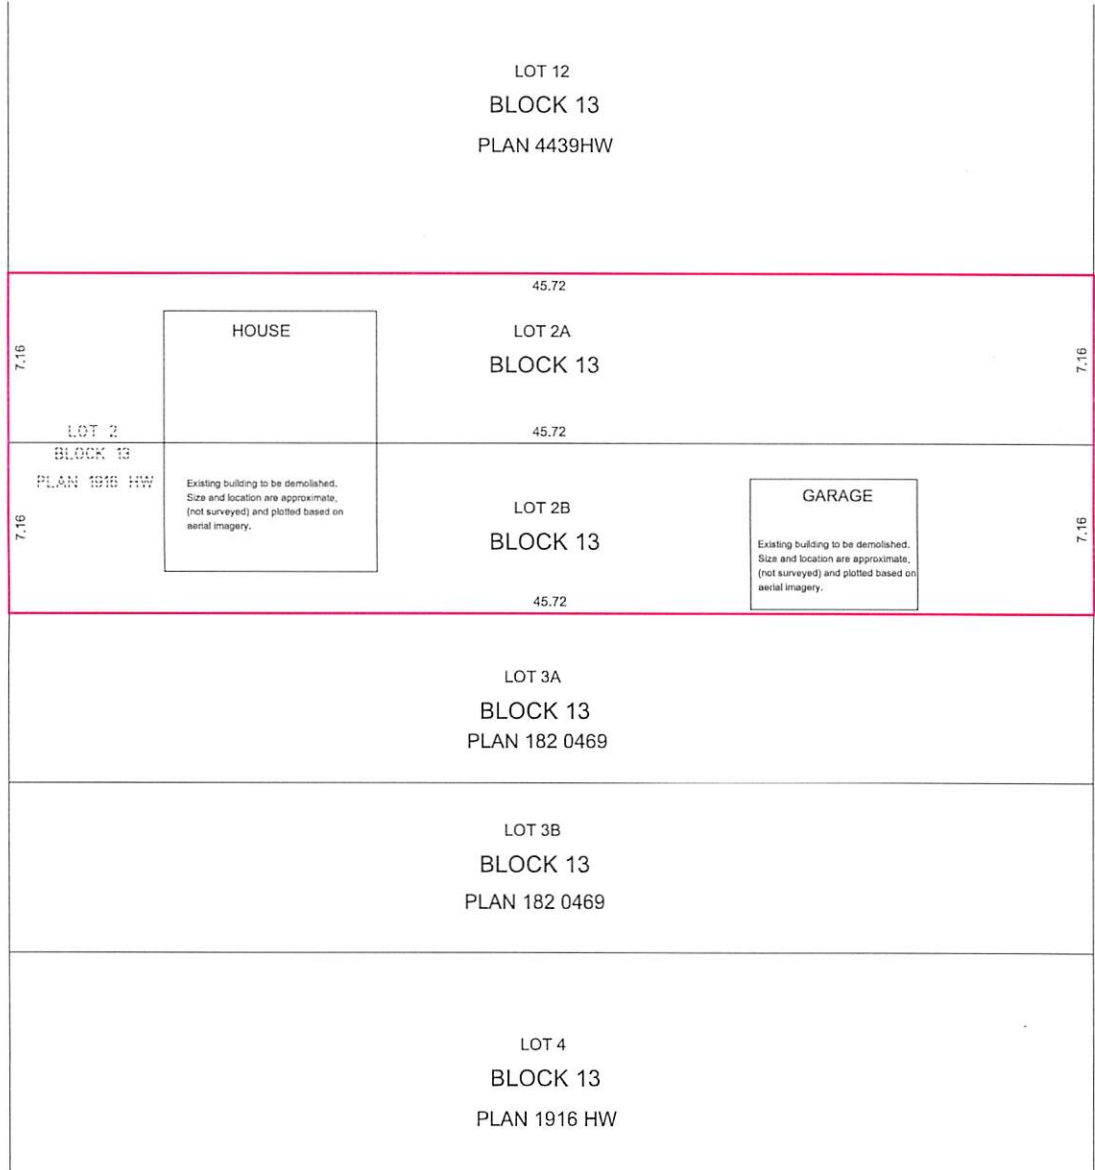 LOT 12
BLOCK 13
PLAN 4439HW
45.72
HOUSE
LOT 2A
BLOCK 13
7.16
7.16
45.72
LOT 2
BLOCK 13
PLAN 1916 HW
Existing building to be demolished.
Size and location are approximate,
(not surveyed) and plotted based on
aerial imagery.
7.16
LOT 2B
BLOCK 13
GARAGE
Existing building to be demolished.
Size and location are approximate,
(not surveyed) and plotted based on
aerial imagery.
7.16
45.72
LOT 3A
BLOCK 13
PLAN 182 0469
LOT 3B
BLOCK 13
PLAN 182 0469
LOT 4
BLOCK 13
PLAN 1916 HW